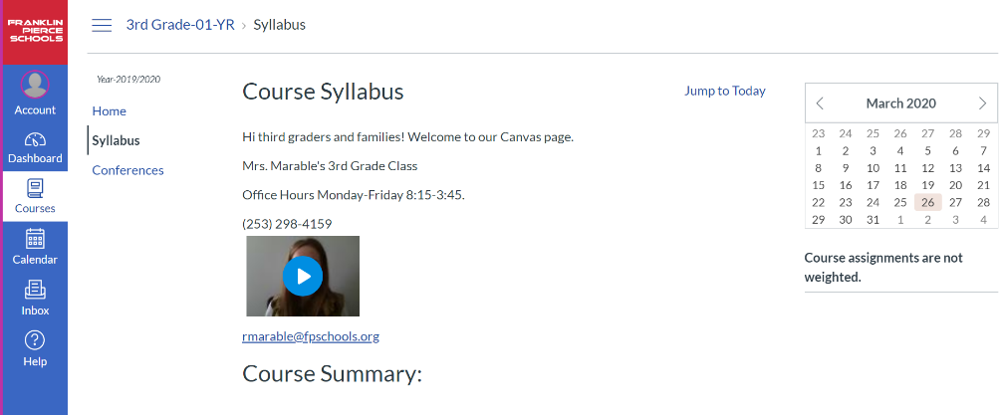 FRANKLIN
PIERCE
SCHOOLS
Account
Dashboard
Courses
Calendar
Inbox
Help
3rd Grade-01-YR › Syllabus
Year-2019/2020
Home
Syllabus
Conferences
Course Syllabus
Jump to Today
Hi third graders and families! Welcome to our Canvas page.
Mrs. Marable's 3rd Grade Class
Office Hours Monday-Friday 8:15-3:45.
(253) 298-4159
rmarable@fpschools.org
Course Summary:
March 2020
23 24 25 26 27 28 29
1 2 3 4 5 6 7
8 9 10 11 12 13 14
15 16 17 18 19 20 21
22 23 24 25 26 27 28
29 30 31 1 2 3 4
Course assignments are not
weighted.